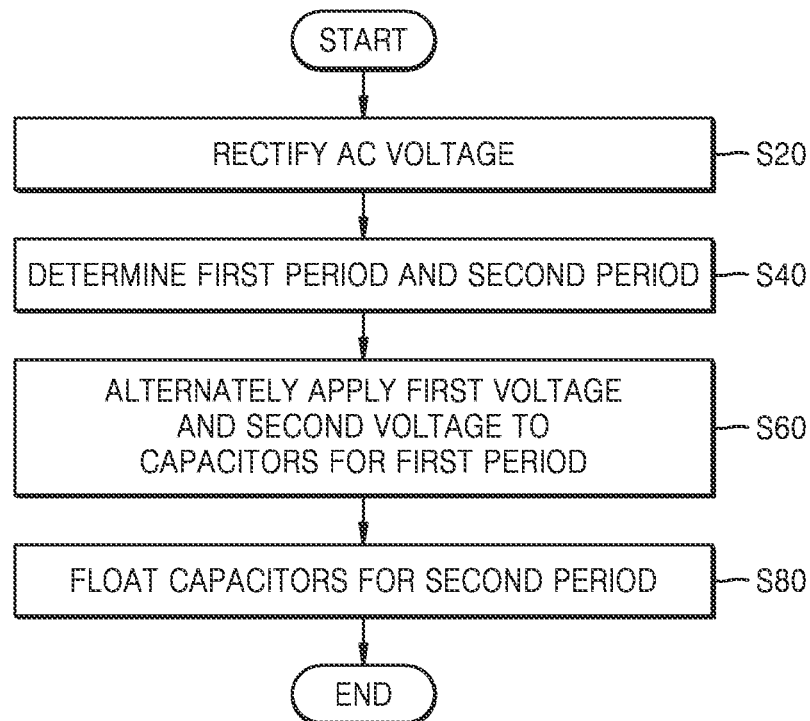 START
RECTIFY AC VOLTAGE
S20
DETERMINE FIRST PERIOD AND SECOND PERIOD
S40
ALTERNATELY APPLY FIRST VOLTAGE
AND SECOND VOLTAGE TO
CAPACITORS FOR FIRST PERIOD
S60
FLOAT CAPACITORS FOR SECOND PERIOD
S80
END